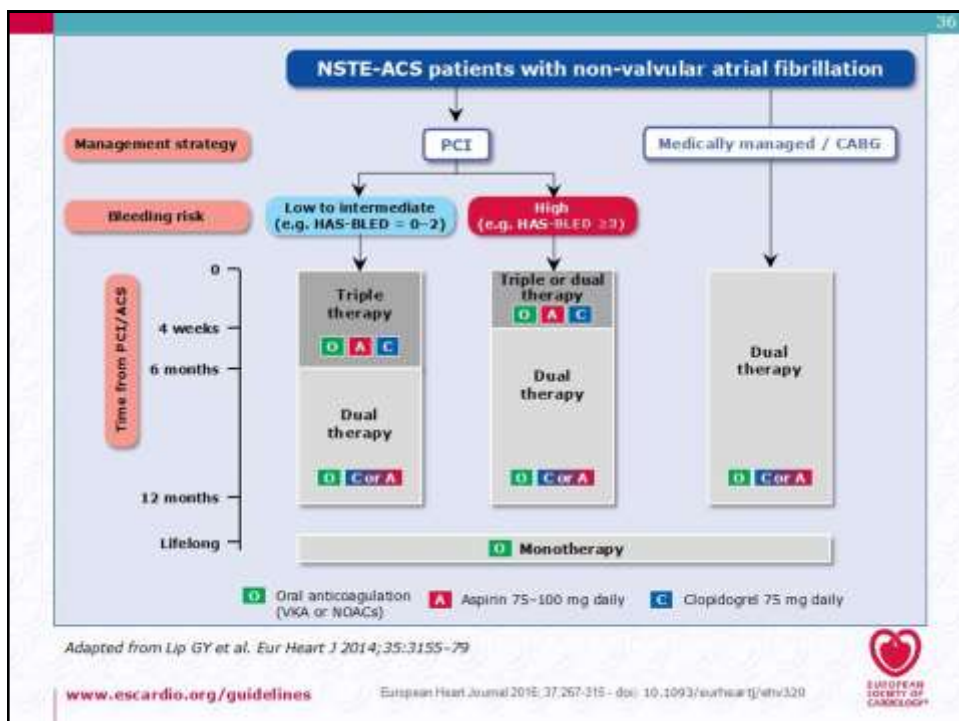 36
NSTE-ACS patients with non-valvular atrial fibrillation
Management strategy
PCI
Medically managed / CABG
Bleeding risk
Low to intermediate
(e.g. HAS-BLED = 0–2)
High
(e.g. HAS-BLED ≥3)
Time from PCI/ACS
0
4 weeks
6 months
12 months
Lifelong
Triple
therapy
O A C
Dual
therapy
O C or A
Triple or dual
therapy
O A C
Dual
therapy
O C or A
Dual
therapy
O C or A
O Monotherapy
O Oral anticoagulation
(VKA or NOACs)
A Aspirin 75–100 mg daily
C Clopidogrel 75 mg daily
Adapted from Lip GY et al. Eur Heart J 2014;35:3155–79
www.escardio.org/guidelines
European Heart Journal 2016; 37:267-315 - doi: 10.1093/eurheartj/ehv320
EUROPEAN
SOCIETY OF
CARDIOLOGY®